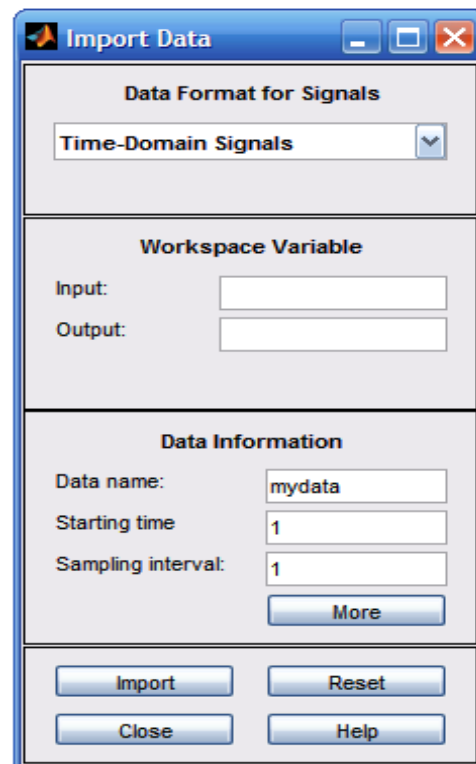 Import Data
Data Format for Signals
Time-Domain Signals
Workspace Variable
Input:
Output:
Data Information
Data name: mydata
Starting time 1
Sampling interval: 1
More
Import Reset
Close Help